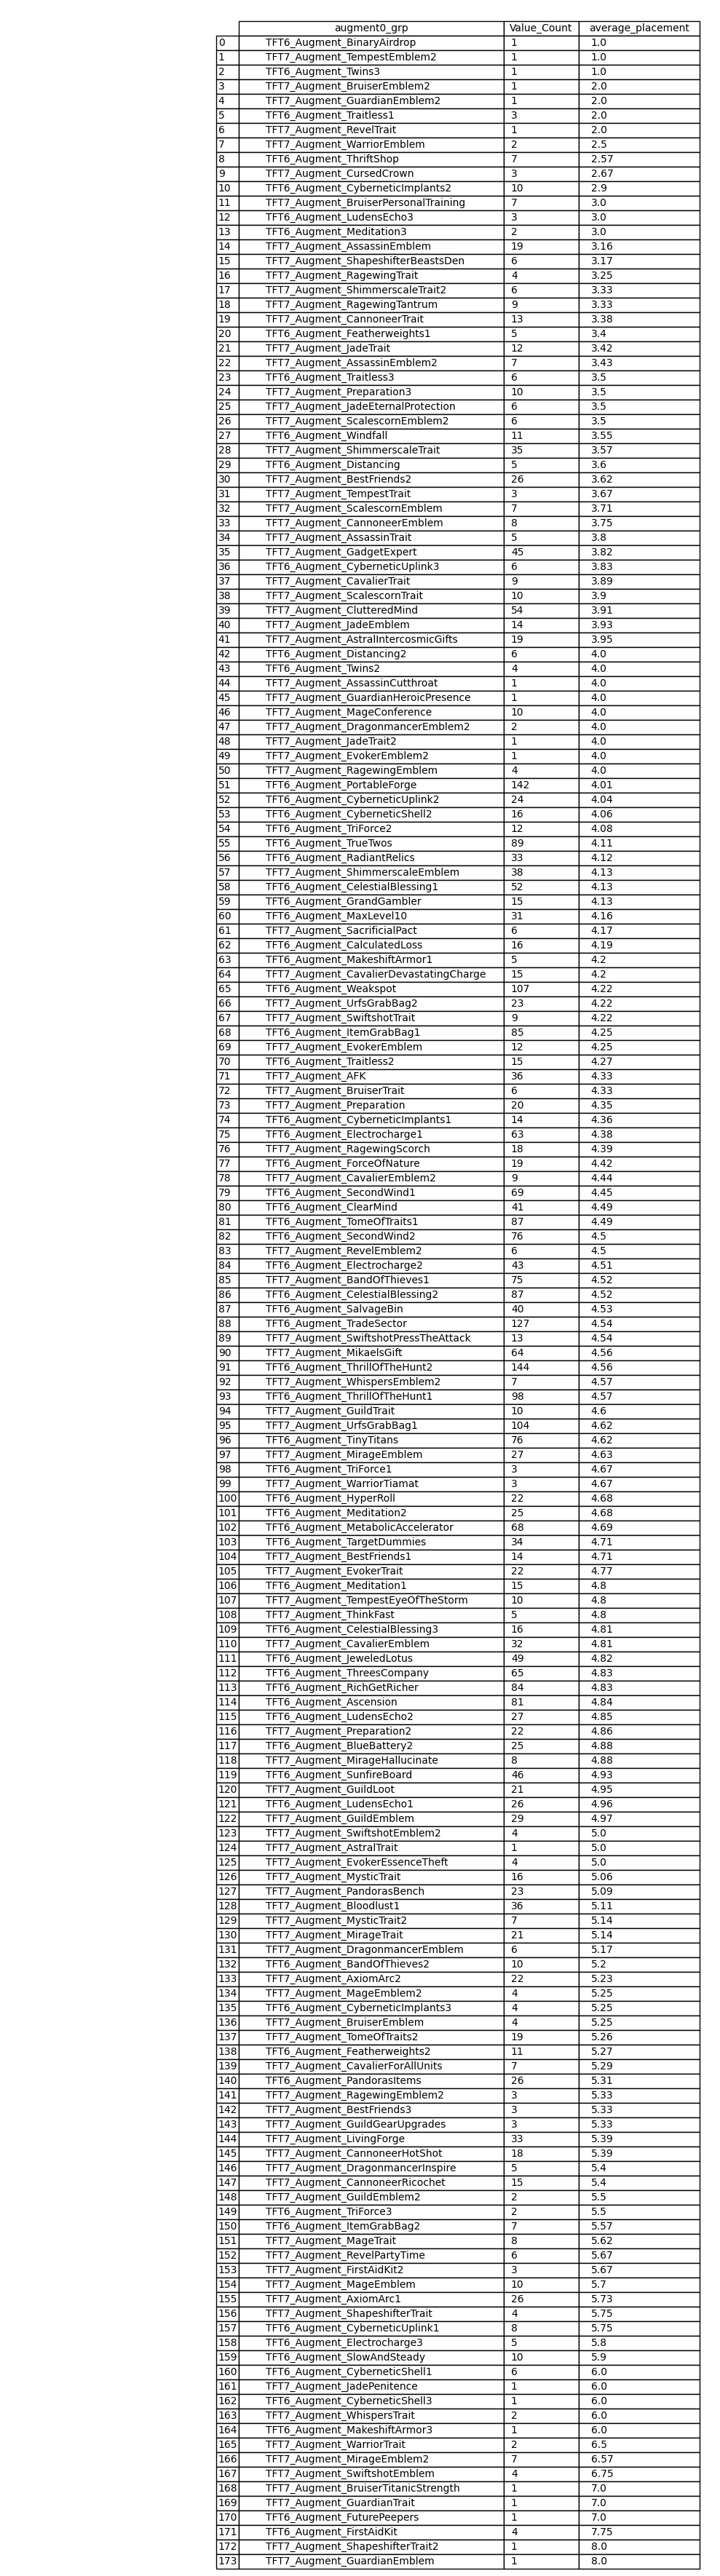 augment0_grp Value_Count average_placement
0 TFT6_Augment_BinaryAirdrop 1 1.0
1 TFT7_Augment_TempestEmblem2 1 1.0
2 TFT6_Augment_Twins3 1 1.0
3 TFT7_Augment_BruiserEmblem2 1 2.0
4 TFT7_Augment_GuardianEmblem2 1 2.0
5 TFT6_Augment_Traitless1 3 2.0
6 TFT7_Augment_RevelTrait 1 2.0
7 TFT7_Augment_WarriorEmblem 2 2.5
8 TFT6_Augment_ThriftShop 7 2.57
9 TFT7_Augment_CursedCrown 3 2.67
10 TFT6_Augment_CyberneticImplants2 10 2.9
11 TFT7_Augment_BruiserPersonalTraining 7 3.0
12 TFT6_Augment_LudensEcho3 3 3.0
13 TFT6_Augment_Meditation3 2 3.0
14 TFT7_Augment_AssassinEmblem 19 3.16
15 TFT7_Augment_ShapeshifterBeastsDen 6 3.17
16 TFT7_Augment_RagewingTrait 4 3.25
17 TFT7_Augment_ShimmerscaleTrait2 6 3.33
18 TFT7_Augment_RagewingTantrum 9 3.33
19 TFT7_Augment_CannoneerTrait 13 3.38
20 TFT6_Augment_Featherweights1 5 3.4
21 TFT7_Augment_JadeTrait 12 3.42
22 TFT7_Augment_AssassinEmblem2 7 3.43
23 TFT6_Augment_Traitless3 6 3.5
24 TFT7_Augment_Preparation3 10 3.5
25 TFT7_Augment_JadeEternalProtection 6 3.5
26 TFT7_Augment_ScalescornEmblem2 6 3.5
27 TFT6_Augment_Windfall 11 3.55
28 TFT7_Augment_ShimmerscaleTrait 35 3.57
29 TFT6_Augment_Distancing 5 3.6
30 TFT7_Augment_BestFriends2 26 3.62
31 TFT7_Augment_TempestTrait 3 3.67
32 TFT7_Augment_ScalescornEmblem 7 3.71
33 TFT7_Augment_CannoneerEmblem 8 3.75
34 TFT7_Augment_AssassinTrait 5 3.8
35 TFT7_Augment_GadgetExpert 45 3.82
36 TFT6_Augment_CyberneticUplink3 6 3.83
37 TFT7_Augment_CavalierTrait 9 3.89
38 TFT7_Augment_ScalescornTrait 10 3.9
39 TFT7_Augment_ClutteredMind 54 3.91
40 TFT7_Augment_JadeEmblem 14 3.93
41 TFT7_Augment_AstralIntercosmicGifts 19 3.95
42 TFT6_Augment_Distancing2 6 4.0
43 TFT6_Augment_Twins2 4 4.0
44 TFT7_Augment_AssassinCutthroat 1 4.0
45 TFT7_Augment_GuardianHeroicPresence 1 4.0
46 TFT7_Augment_MageConference 10 4.0
47 TFT7_Augment_DragonmancerEmblem2 2 4.0
48 TFT7_Augment_JadeTrait2 1 4.0
49 TFT7_Augment_EvokerEmblem2 1 4.0
50 TFT7_Augment_RagewingEmblem 4 4.0
51 TFT6_Augment_PortableForge 142 4.01
52 TFT6_Augment_CyberneticUplink2 24 4.04
53 TFT6_Augment_CyberneticShell2 16 4.06
54 TFT6_Augment_TriForce2 12 4.08
55 TFT6_Augment_TrueTwos 89 4.11
56 TFT6_Augment_RadiantRelics 33 4.12
57 TFT7_Augment_ShimmerscaleEmblem 38 4.13
58 TFT6_Augment_CelestialBlessing1 52 4.13
59 TFT6_Augment_GrandGambler 15 4.13
60 TFT6_Augment_MaxLevel10 31 4.16
61 TFT7_Augment_SacrificialPact 6 4.17
62 TFT6_Augment_CalculatedLoss 16 4.19
63 TFT6_Augment_MakeshiftArmor1 5 4.2
64 TFT7_Augment_CavalierDevastatingCharge 15 4.2
65 TFT6_Augment_Weakspot 107 4.22
66 TFT7_Augment_UrfsGrabBag2 23 4.22
67 TFT7_Augment_SwiftshotTrait 9 4.22
68 TFT6_Augment_ItemGrabBag1 85 4.25
69 TFT7_Augment_EvokerEmblem 12 4.25
70 TFT6_Augment_Traitless2 15 4.27
71 TFT7_Augment_AFK 36 4.33
72 TFT7_Augment_BruiserTrait 6 4.33
73 TFT7_Augment_Preparation 20 4.35
74 TFT6_Augment_CyberneticImplants1 14 4.36
75 TFT6_Augment_Electrocharge1 63 4.38
76 TFT7_Augment_RagewingScorch 18 4.39
77 TFT6_Augment_ForceOfNature 19 4.42
78 TFT7_Augment_CavalierEmblem2 9 4.44
79 TFT6_Augment_SecondWind1 69 4.45
80 TFT6_Augment_ClearMind 41 4.49
81 TFT6_Augment_TomeOfTraits1 87 4.49
82 TFT6_Augment_SecondWind2 76 4.5
83 TFT7_Augment_RevelEmblem2 6 4.5
84 TFT6_Augment_Electrocharge2 43 4.51
85 TFT7_Augment_BandOfThieves1 75 4.52
86 TFT6_Augment_CelestialBlessing2 87 4.52
87 TFT6_Augment_SalvageBin 40 4.53
88 TFT6_Augment_TradeSector 127 4.54
89 TFT7_Augment_SwiftshotPressTheAttack 13 4.54
90 TFT7_Augment_MikaelsGift 64 4.56
91 TFT6_Augment_ThrillOfTheHunt2 144 4.56
92 TFT7_Augment_WhispersEmblem2 7 4.57
93 TFT6_Augment_ThrillOfTheHunt1 98 4.57
94 TFT7_Augment_GuildTrait 10 4.6
95 TFT7_Augment_UrfsGrabBag1 104 4.62
96 TFT6_Augment_TinyTitans 76 4.62
97 TFT7_Augment_MirageEmblem 27 4.63
98 TFT6_Augment_TriForce1 3 4.67
99 TFT7_Augment_WarriorTiamat 3 4.67
100 TFT6_Augment_HyperRoll 22 4.68
101 TFT6_Augment_Meditation2 25 4.68
102 TFT6_Augment_MetabolicAccelerator 68 4.69
103 TFT6_Augment_TargetDummies 34 4.71
104 TFT7_Augment_BestFriends1 14 4.71
105 TFT7_Augment_EvokerTrait 22 4.77
106 TFT6_Augment_Meditation1 15 4.8
107 TFT7_Augment_TempestEyeOfTheStorm 10 4.8
108 TFT7_Augment_ThinkFast 5 4.8
109 TFT6_Augment_CelestialBlessing3 16 4.81
110 TFT7_Augment_CavalierEmblem 32 4.81
111 TFT6_Augment_JeweledLotus 49 4.82
112 TFT6_Augment_ThreesCompany 65 4.83
113 TFT6_Augment_RichGetRicher 84 4.83
114 TFT6_Augment_Ascension 81 4.84
115 TFT6_Augment_LudensEcho2 27 4.85
116 TFT7_Augment_Preparation2 22 4.86
117 TFT6_Augment_BlueBattery2 25 4.88
118 TFT7_Augment_MirageHallucinate 8 4.88
119 TFT6_Augment_SunfireBoard 46 4.93
120 TFT7_Augment_GuildLoot 21 4.95
121 TFT6_Augment_LudensEcho1 26 4.96
122 TFT7_Augment_GuildEmblem 29 4.97
123 TFT7_Augment_SwiftshotEmblem2 4 5.0
124 TFT7_Augment_AstralTrait 1 5.0
125 TFT7_Augment_EvokerEssenceTheft 4 5.0
126 TFT7_Augment_MysticTrait 16 5.06
127 TFT7_Augment_PandorasBench 23 5.09
128 TFT7_Augment_Bloodlust1 36 5.11
129 TFT7_Augment_MysticTrait2 7 5.14
130 TFT7_Augment_MirageTrait 21 5.14
131 TFT7_Augment_DragonmancerEmblem 6 5.17
132 TFT6_Augment_BandOfThieves2 10 5.2
133 TFT7_Augment_AxiomArc2 22 5.23
134 TFT7_Augment_MageEmblem2 4 5.25
135 TFT6_Augment_CyberneticImplants3 4 5.25
136 TFT7_Augment_BruiserEmblem 4 5.25
137 TFT7_Augment_TomeOfTraits2 19 5.26
138 TFT6_Augment_Featherweights2 11 5.27
139 TFT7_Augment_CavalierForAllUnits 7 5.29
140 TFT6_Augment_PandorasItems 26 5.31
141 TFT7_Augment_RagewingEmblem2 3 5.33
142 TFT7_Augment_BestFriends3 3 5.33
143 TFT7_Augment_GuildGearUpgrades 3 5.33
144 TFT7_Augment_LivingForge 33 5.39
145 TFT7_Augment_CannoneerHotShot 18 5.39
146 TFT7_Augment_DragonmancerInspire 5 5.4
147 TFT7_Augment_CannoneerRicochet 15 5.4
148 TFT7_Augment_GuildEmblem2 2 5.5
149 TFT6_Augment_TriForce3 2 5.5
150 TFT6_Augment_ItemGrabBag2 7 5.57
151 TFT7_Augment_MageTrait 8 5.62
152 TFT7_Augment_RevelPartyTime 6 5.67
153 TFT7_Augment_FirstAidKit2 3 5.67
154 TFT7_Augment_MageEmblem 10 5.7
155 TFT7_Augment_AxiomArc1 26 5.73
156 TFT7_Augment_ShapeshifterTrait 4 5.75
157 TFT6_Augment_CyberneticUplink1 8 5.75
158 TFT6_Augment_Electrocharge3 5 5.8
159 TFT6_Augment_SlowAndSteady 10 5.9
160 TFT6_Augment_CyberneticShell1 6 6.0
161 TFT7_Augment_JadePenitence 1 6.0
162 TFT6_Augment_CyberneticShell3 1 6.0
163 TFT7_Augment_WhispersTrait 2 6.0
164 TFT6_Augment_MakeshiftArmor3 1 6.0
165 TFT7_Augment_WarriorTrait 2 6.5
166 TFT7_Augment_MirageEmblem2 7 6.57
167 TFT7_Augment_SwiftshotEmblem 4 6.75
168 TFT7_Augment_BruiserTitanicStrength 1 7.0
169 TFT7_Augment_GuardianTrait 1 7.0
170 TFT7_Augment_FuturePeepers 1 7.0
171 TFT6_Augment_FirstAidKit 4 7.75
172 TFT7_Augment_ShapeshifterTrait2 1 8.0
173 TFT7_Augment_GuardianEmblem 1 8.0